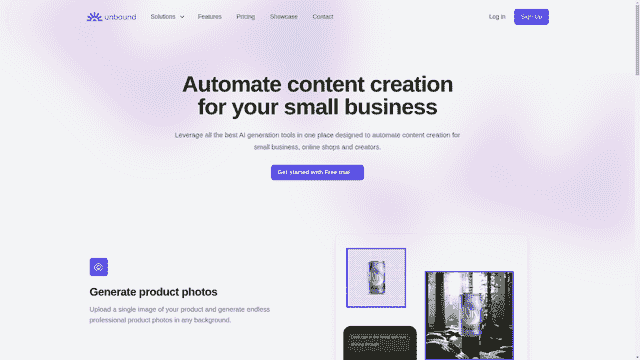 unbound
Solutions
Features
Pricing
Showcase
Contact
Log in
Sign Up
Automate content creation
for your small business
Leverage all the best AI generation tools in one place designed to automate content creation for
small business, online shops and creators.
Get started with Free trial
Generate product photos
Upload a single image of your product and generate endless
professional product photos in any background.